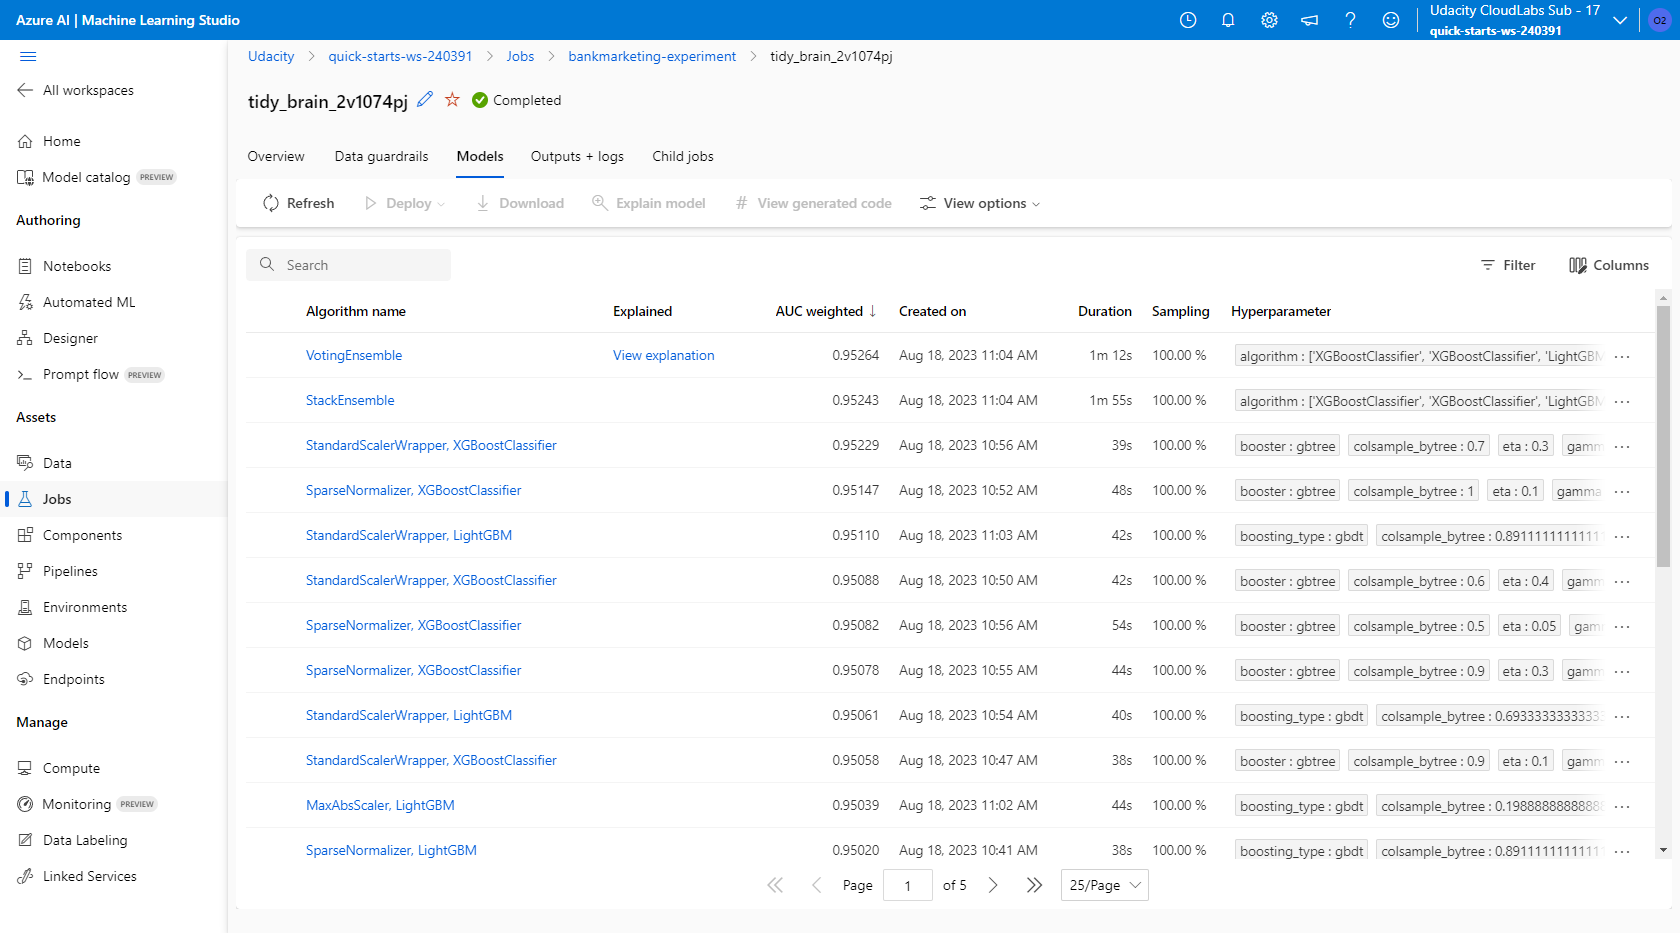 Azure AI | Machine Learning Studio
Udacity CloudLabs Sub - 17
quick-starts-ws-240391
O2
All workspaces
Home
Model catalog PREVIEW
Authoring
Notebooks
Automated ML
Designer
Prompt flow PREVIEW
Assets
Data
Jobs
Components
Pipelines
Environments
Models
Endpoints
Manage
Compute
Monitoring PREVIEW
Data Labeling
Linked Services
Udacity > quick-starts-ws-240391 > Jobs > bankmarketing-experiment > tidy_brain_2v1074pj
tidy_brain_2v1074pj Completed
Overview Data guardrails Models Outputs + logs Child jobs
Refresh Deploy Download Explain model # View generated code View options
Search Filter Columns
Algorithm name Explained AUC weighted ↓ Created on Duration Sampling Hyperparameter
VotingEnsemble View explanation 0.95264 Aug 18, 2023 11:04 AM 1m 12s 100.00 % algorithm : ['XGBoostClassifier', 'XGBoostClassifier', 'LightGBM ...
StackEnsemble 0.95243 Aug 18, 2023 11:04 AM 1m 55s 100.00 % algorithm : ['XGBoostClassifier', 'XGBoostClassifier', 'LightGBM ...
StandardScalerWrapper, XGBoostClassifier 0.95229 Aug 18, 2023 10:56 AM 39s 100.00 % booster : gbtree colsample_bytree : 0.7 eta : 0.3 gamm ...
SparseNormalizer, XGBoostClassifier 0.95147 Aug 18, 2023 10:52 AM 48s 100.00 % booster : gbtree colsample_bytree : 1 eta : 0.1 gamma ...
StandardScalerWrapper, LightGBM 0.95110 Aug 18, 2023 11:03 AM 42s 100.00 % boosting_type : gbdt colsample_bytree : 0.8911111111111 ...
StandardScalerWrapper, XGBoostClassifier 0.95088 Aug 18, 2023 10:50 AM 42s 100.00 % booster : gbtree colsample_bytree : 0.6 eta : 0.4 gamm ...
SparseNormalizer, XGBoostClassifier 0.95082 Aug 18, 2023 10:56 AM 54s 100.00 % booster : gbtree colsample_bytree : 0.5 eta : 0.05 gam ...
SparseNormalizer, XGBoostClassifier 0.95078 Aug 18, 2023 10:55 AM 44s 100.00 % booster : gbtree colsample_bytree : 0.9 eta : 0.3 gamm ...
StandardScalerWrapper, LightGBM 0.95061 Aug 18, 2023 10:54 AM 40s 100.00 % boosting_type : gbdt colsample_bytree : 0.6933333333333 ...
StandardScalerWrapper, XGBoostClassifier 0.95058 Aug 18, 2023 10:47 AM 38s 100.00 % booster : gbtree colsample_bytree : 0.9 eta : 0.1 gamm ...
MaxAbsScaler, LightGBM 0.95039 Aug 18, 2023 11:02 AM 44s 100.00 % boosting_type : gbdt colsample_bytree : 0.1988888888888 ...
SparseNormalizer, LightGBM 0.95020 Aug 18, 2023 10:41 AM 38s 100.00 % boosting_type : gbdt colsample_bytree : 0.8911111111111 ...
Page 1 of 5 25/Page